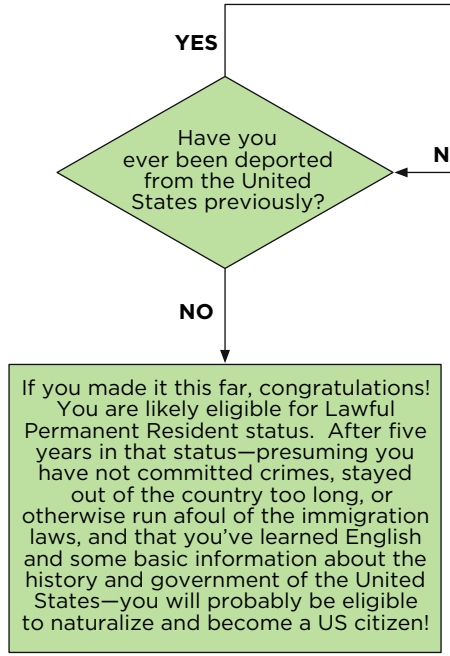 YES
Have you
ever been deported
from the United
States previously?
NO
If you made it this far, congratulations!
You are likely eligible for Lawful
Permanent Resident status. After five
years in that status—presuming you
have not committed crimes, stayed
out of the country too long, or
otherwise run afoul of the immigration
laws, and that you’ve learned English
and some basic information about the
history and government of the United
States—you will probably be eligible
to naturalize and become a US citizen!